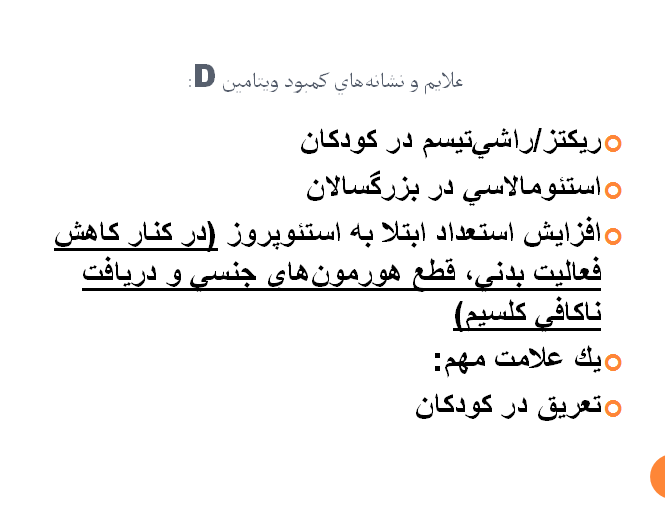 علايم و نشانه‌هاي كمبود ويتامين D:
ريكتز/راشي‌تيسم در كودكان
استئومالاسي در بزرگسالان
افزايش استعداد ابتلا به استئوپروز (در كنار كاهش
فعاليت بدني، قطع هورمون‌هاي جنسي و دريافت
ناكافي كلسيم)
يك علامت مهم:
تعريق در كودكان